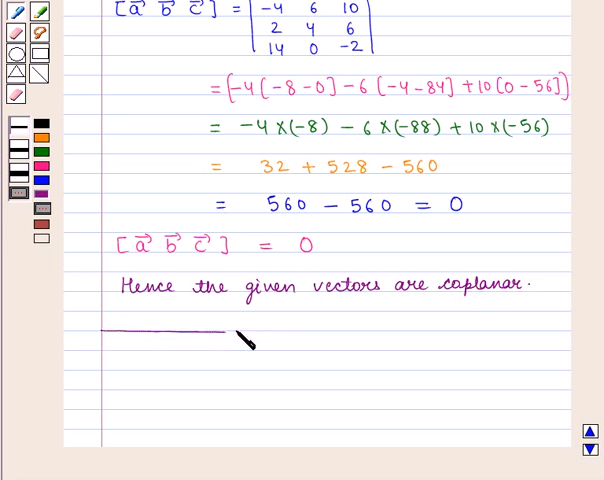 [a⃗ b⃗ c⃗] = | -4 6 10 |
| 2 4 6 |
| 14 0 -2 |
= (-4(-8-0) -6(-4-84) +10(0-56))
= -4×(-8) - 6×(-88) + 10×(-56)
= 32 + 528 - 560
= 560 - 560 = 0
[a⃗ b⃗ c⃗] = 0
Hence the given vectors are coplanar.